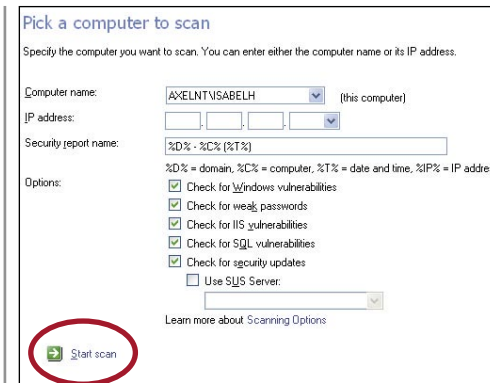 Pick a computer to scan
Specify the computer you want to scan. You can enter either the computer name or its IP address.
Computer name:
AXELNT\ISABELH
(this computer)
IP address:
. . .
Security report name:
%D% - %C% (%T%)
%D% = domain, %C% = computer, %T% = date and time, %IP% = IP addre
Options:
Check for Windows vulnerabilities
Check for weak passwords
Check for IIS vulnerabilities
Check for SQL vulnerabilities
Check for security updates
Use SUS Server:
Learn more about Scanning Options
Start scan